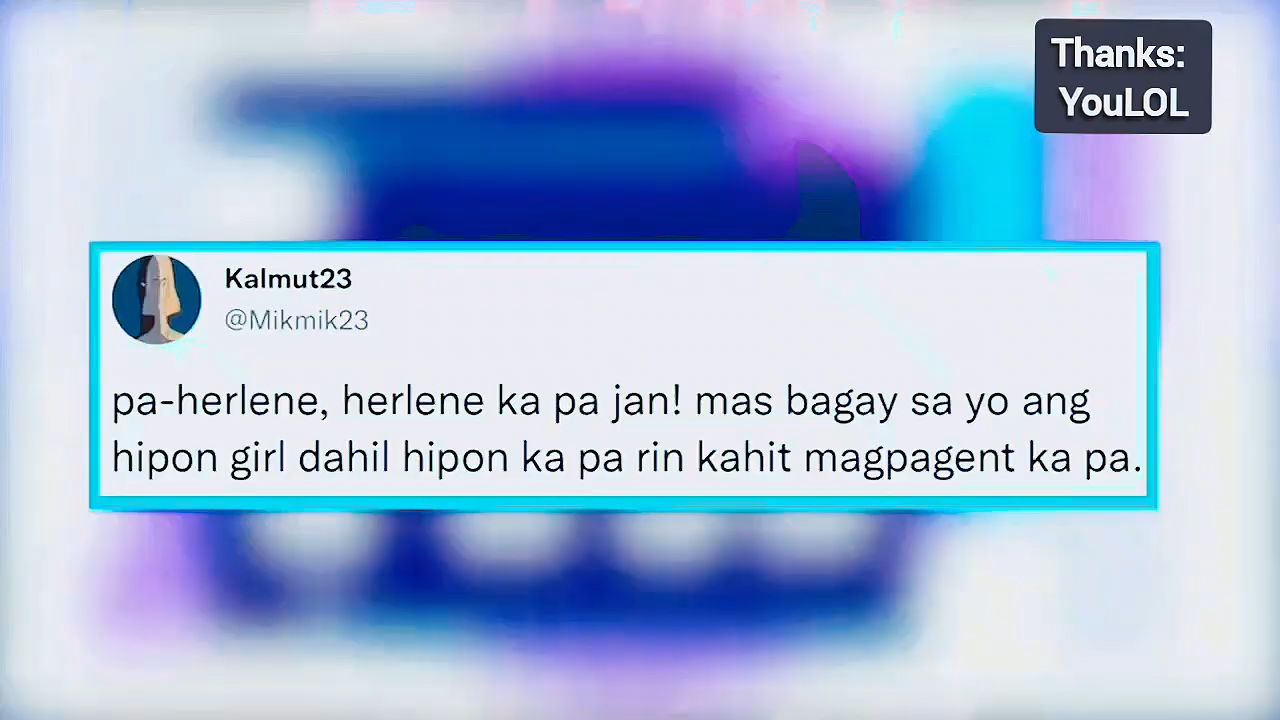 Thanks:
YouLOL
Kalmut23
@Mikmik23
pa-herlene, herlene ka pa jan! mas bagay sa yo ang
hipon girl dahil hipon ka pa rin kahit magpagent ka pa.